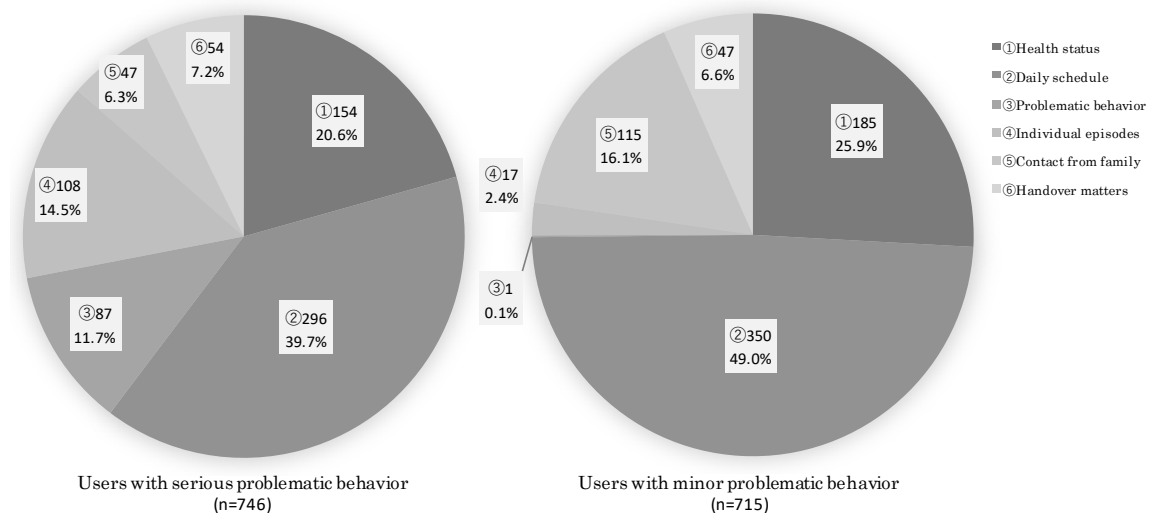 ①154
20.6%
②296
39.7%
③87
11.7%
④108
14.5%
⑤47
6.3%
⑥54
7.2%
Users with serious problematic behavior
(n=746)
①185
25.9%
②350
49.0%
③1
0.1%
④17
2.4%
⑤115
16.1%
⑥47
6.6%
Users with minor problematic behavior
(n=715)
①Health status
②Daily schedule
③Problematic behavior
④Individual episodes
⑤Contact from family
⑥Handover matters